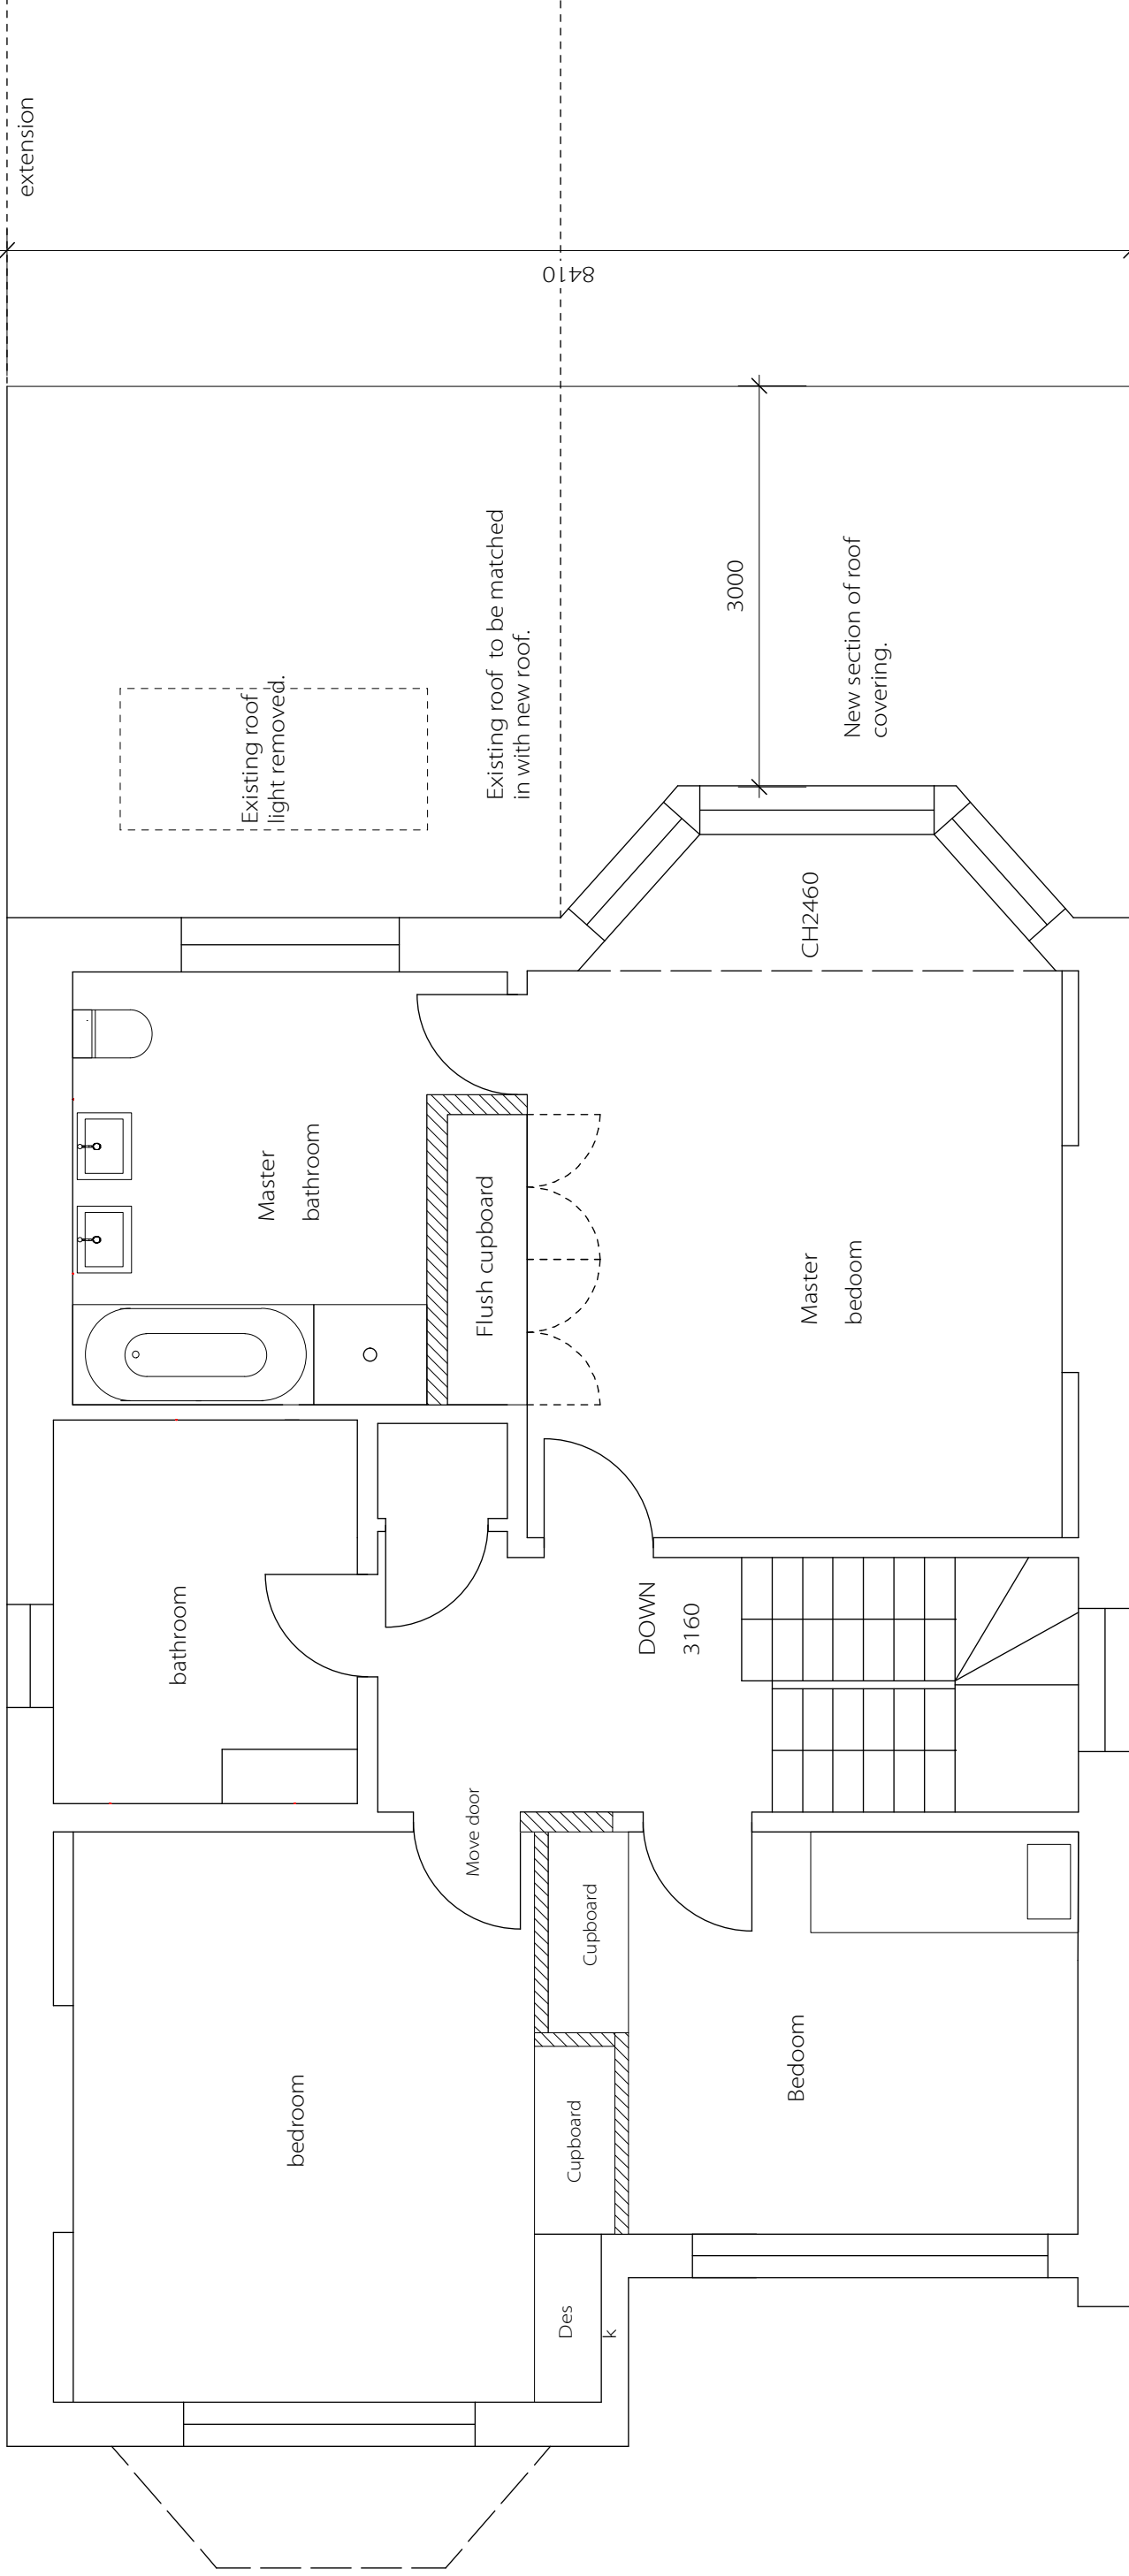 extension
8410
Existing roof
light removed.
Existing roof to be matched
in with new roof.
3000
New section of roof
covering.
CH2460
Master
bathroom
Flush cupboard
Master
bedoom
bathroom
DOWN
3160
Move door
Cupboard
Cupboard
bedroom
Bedoom
Des
k